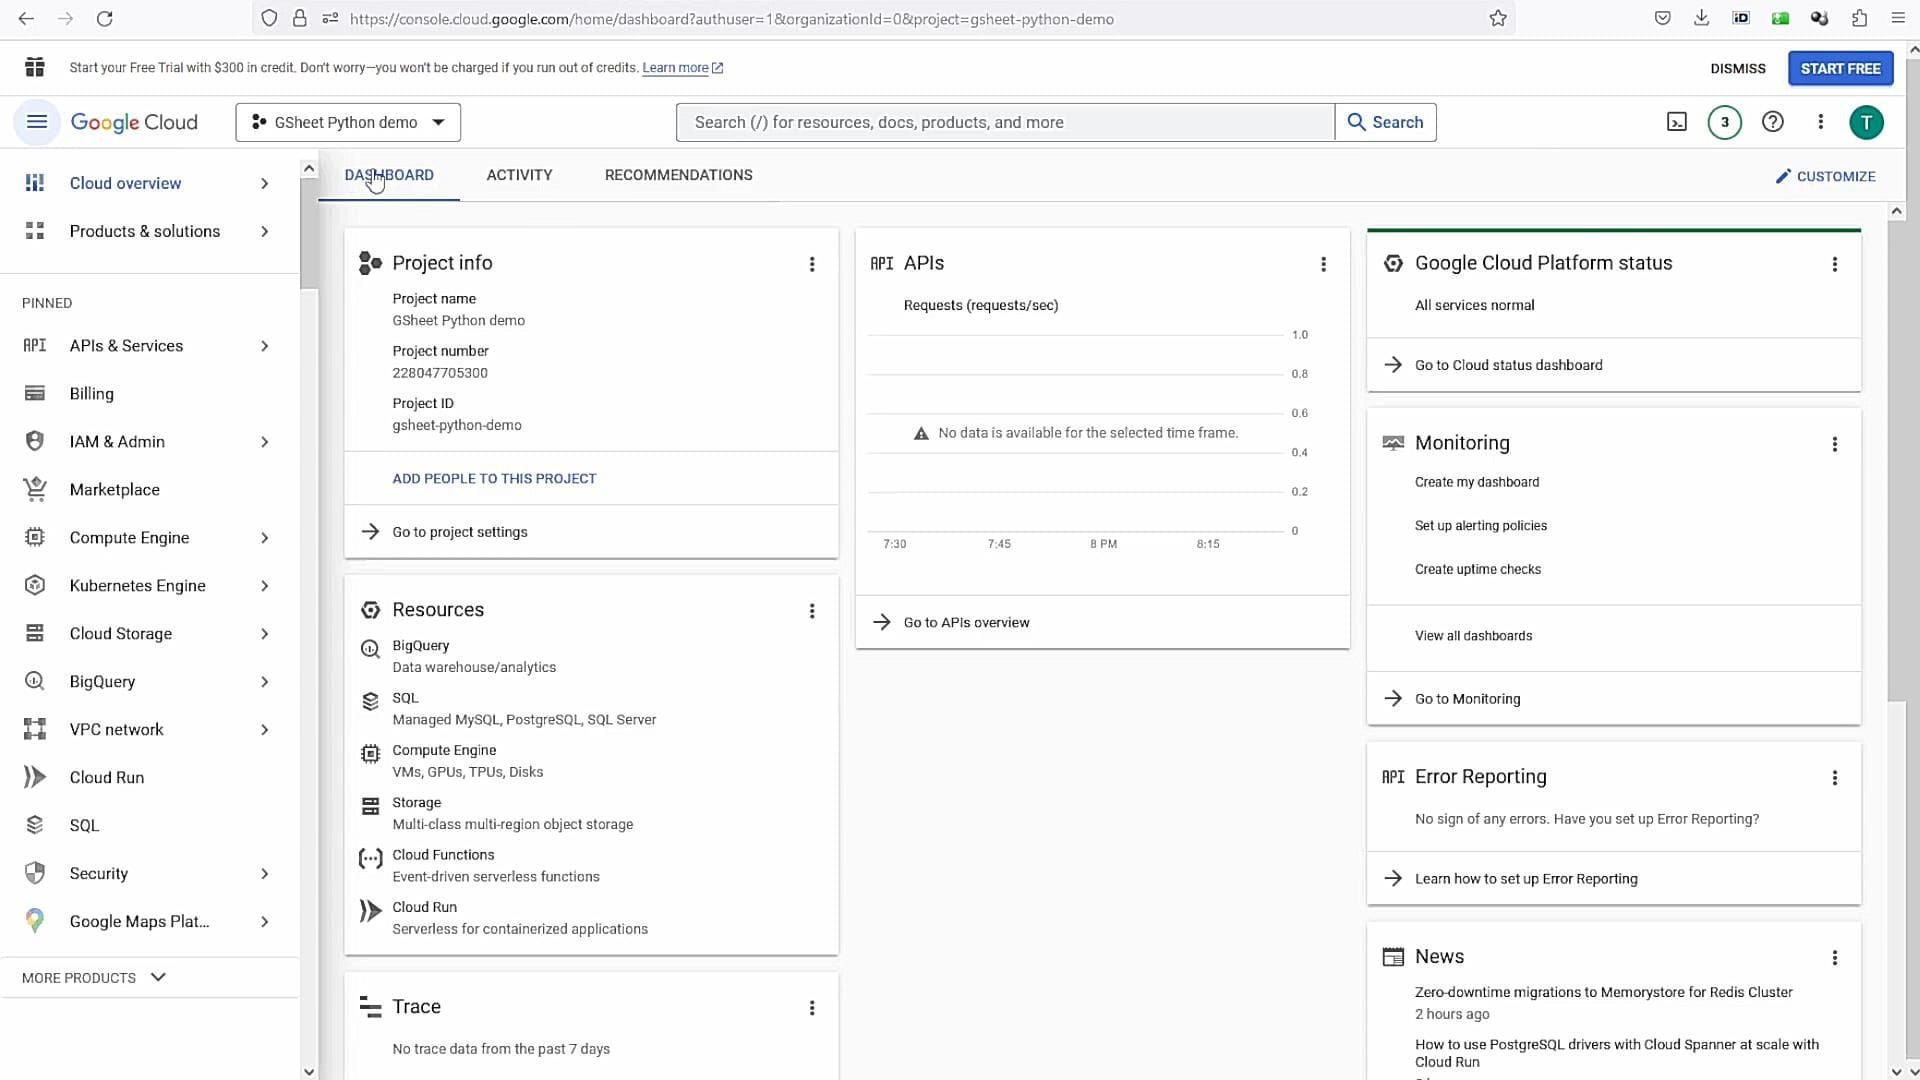 https://console.cloud.google.com/home/dashboard?authuser=1&organizationId=0&project=gsheet-python-demo
Start your Free Trial with $300 in credit. Don't worry—you won't be charged if you run out of credits. Learn more
DISMISS
START FREE
Google Cloud
GSheet Python demo
Search (/) for resources, docs, products, and more
Search
3
T
Cloud overview
Products & solutions
PINNED
API APIs & Services
Billing
IAM & Admin
Marketplace
Compute Engine
Kubernetes Engine
Cloud Storage
BigQuery
VPC network
Cloud Run
SQL
Security
Google Maps Plat...
MORE PRODUCTS
DASHBOARD
ACTIVITY
RECOMMENDATIONS
CUSTOMIZE
Project info
Project name
GSheet Python demo
Project number
228047705300
Project ID
gsheet-python-demo
ADD PEOPLE TO THIS PROJECT
Go to project settings
Resources
BigQuery
Data warehouse/analytics
SQL
Managed MySQL, PostgreSQL, SQL Server
Compute Engine
VMs, GPUs, TPUs, Disks
Storage
Multi-class multi-region object storage
Cloud Functions
Event-driven serverless functions
Cloud Run
Serverless for containerized applications
Trace
No trace data from the past 7 days
API APIs
Requests (requests/sec)
1.0
0.8
0.6
No data is available for the selected time frame.
0.4
0.2
0
7:30 7:45 8 PM 8:15
Go to APIs overview
Google Cloud Platform status
All services normal
Go to Cloud status dashboard
Monitoring
Create my dashboard
Set up alerting policies
Create uptime checks
View all dashboards
Go to Monitoring
API Error Reporting
No sign of any errors. Have you set up Error Reporting?
Learn how to set up Error Reporting
News
Zero-downtime migrations to Memorystore for Redis Cluster
2 hours ago
How to use PostgreSQL drivers with Cloud Spanner at scale with
Cloud Run